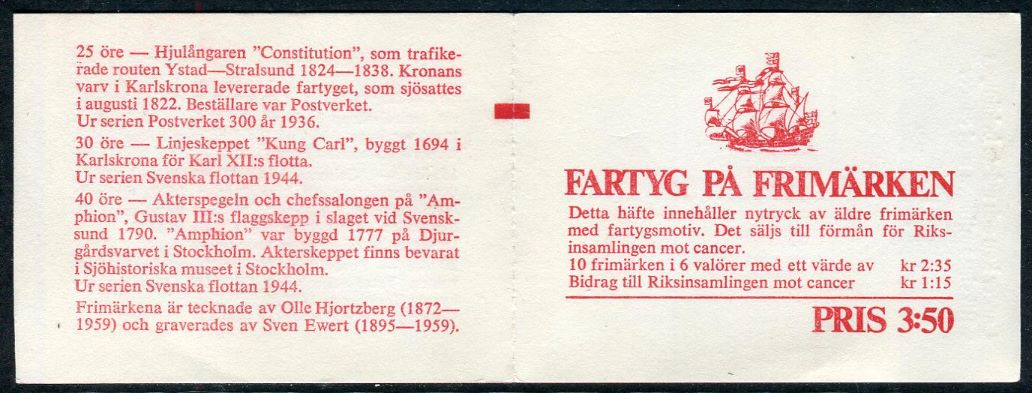 25 öre — Hjulångaren "Constitution", som trafike-
rade routen Ystad—Stralsund 1824—1838. Kronans
varv i Karlskrona levererade fartyget, som sjösattes
i augusti 1822. Beställare var Postverket.
Ur serien Postverket 300 år 1936.
30 öre — Linjeskeppet "Kung Carl", byggt 1694 i
Karlskrona för Karl XII:s flotta.
Ur serien Svenska flottan 1944.
40 öre — Akterspegeln och chefssalongen på "Am-
phion", Gustav III:s flaggskepp i slaget vid Svensk-
sund 1790. "Amphion" var byggd 1777 på Djur-
gårdsvarvet i Stockholm. Akterskeppet finns bevarat
i Sjöhistoriska museet i Stockholm.
Ur serien Svenska flottan 1944.
Frimärkena är tecknade av Olle Hjortzberg (1872—
1959) och graverades av Sven Ewert (1895—1959).
FARTYG PÅ FRIMÄRKEN
Detta häfte innehåller nytryck av äldre frimärken
med fartygsmotiv. Det säljs till förmån för Riks-
insamlingen mot cancer.
10 frimärken i 6 valörer med ett värde av kr 2:35
Bidrag till Riksinsamlingen mot cancer kr 1:15
PRIS 3:50